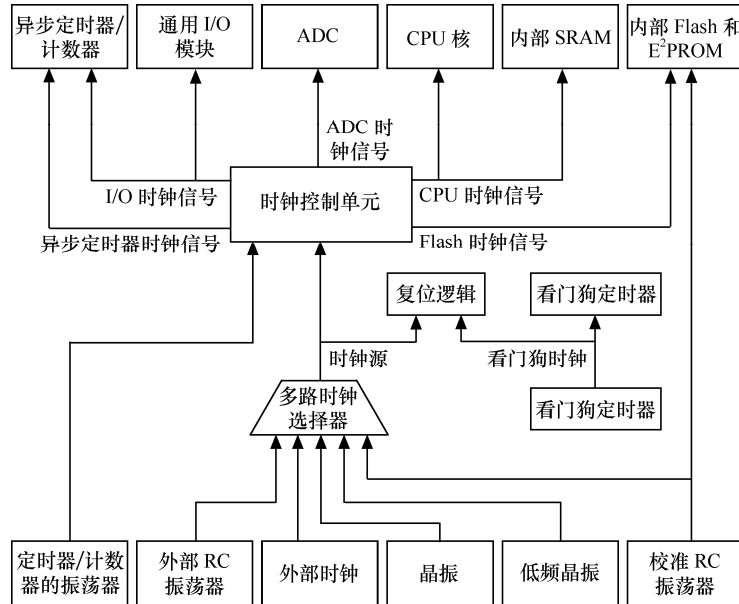 异步定时器/
计数器
通用 I/O
模块
ADC
CPU 核
内部 SRAM
内部 Flash 和
E²PROM
ADC 时
钟信号
I/O 时钟信号
时钟控制单元
CPU 时钟信号
异步定时器时钟信号
Flash 时钟信号
复位逻辑
看门狗定时器
时钟源
看门狗时钟
多路时钟
选择器
看门狗定时器
定时器/计数
器的振荡器
外部 RC
振荡器
外部时钟
晶振
低频晶振
校准 RC
振荡器